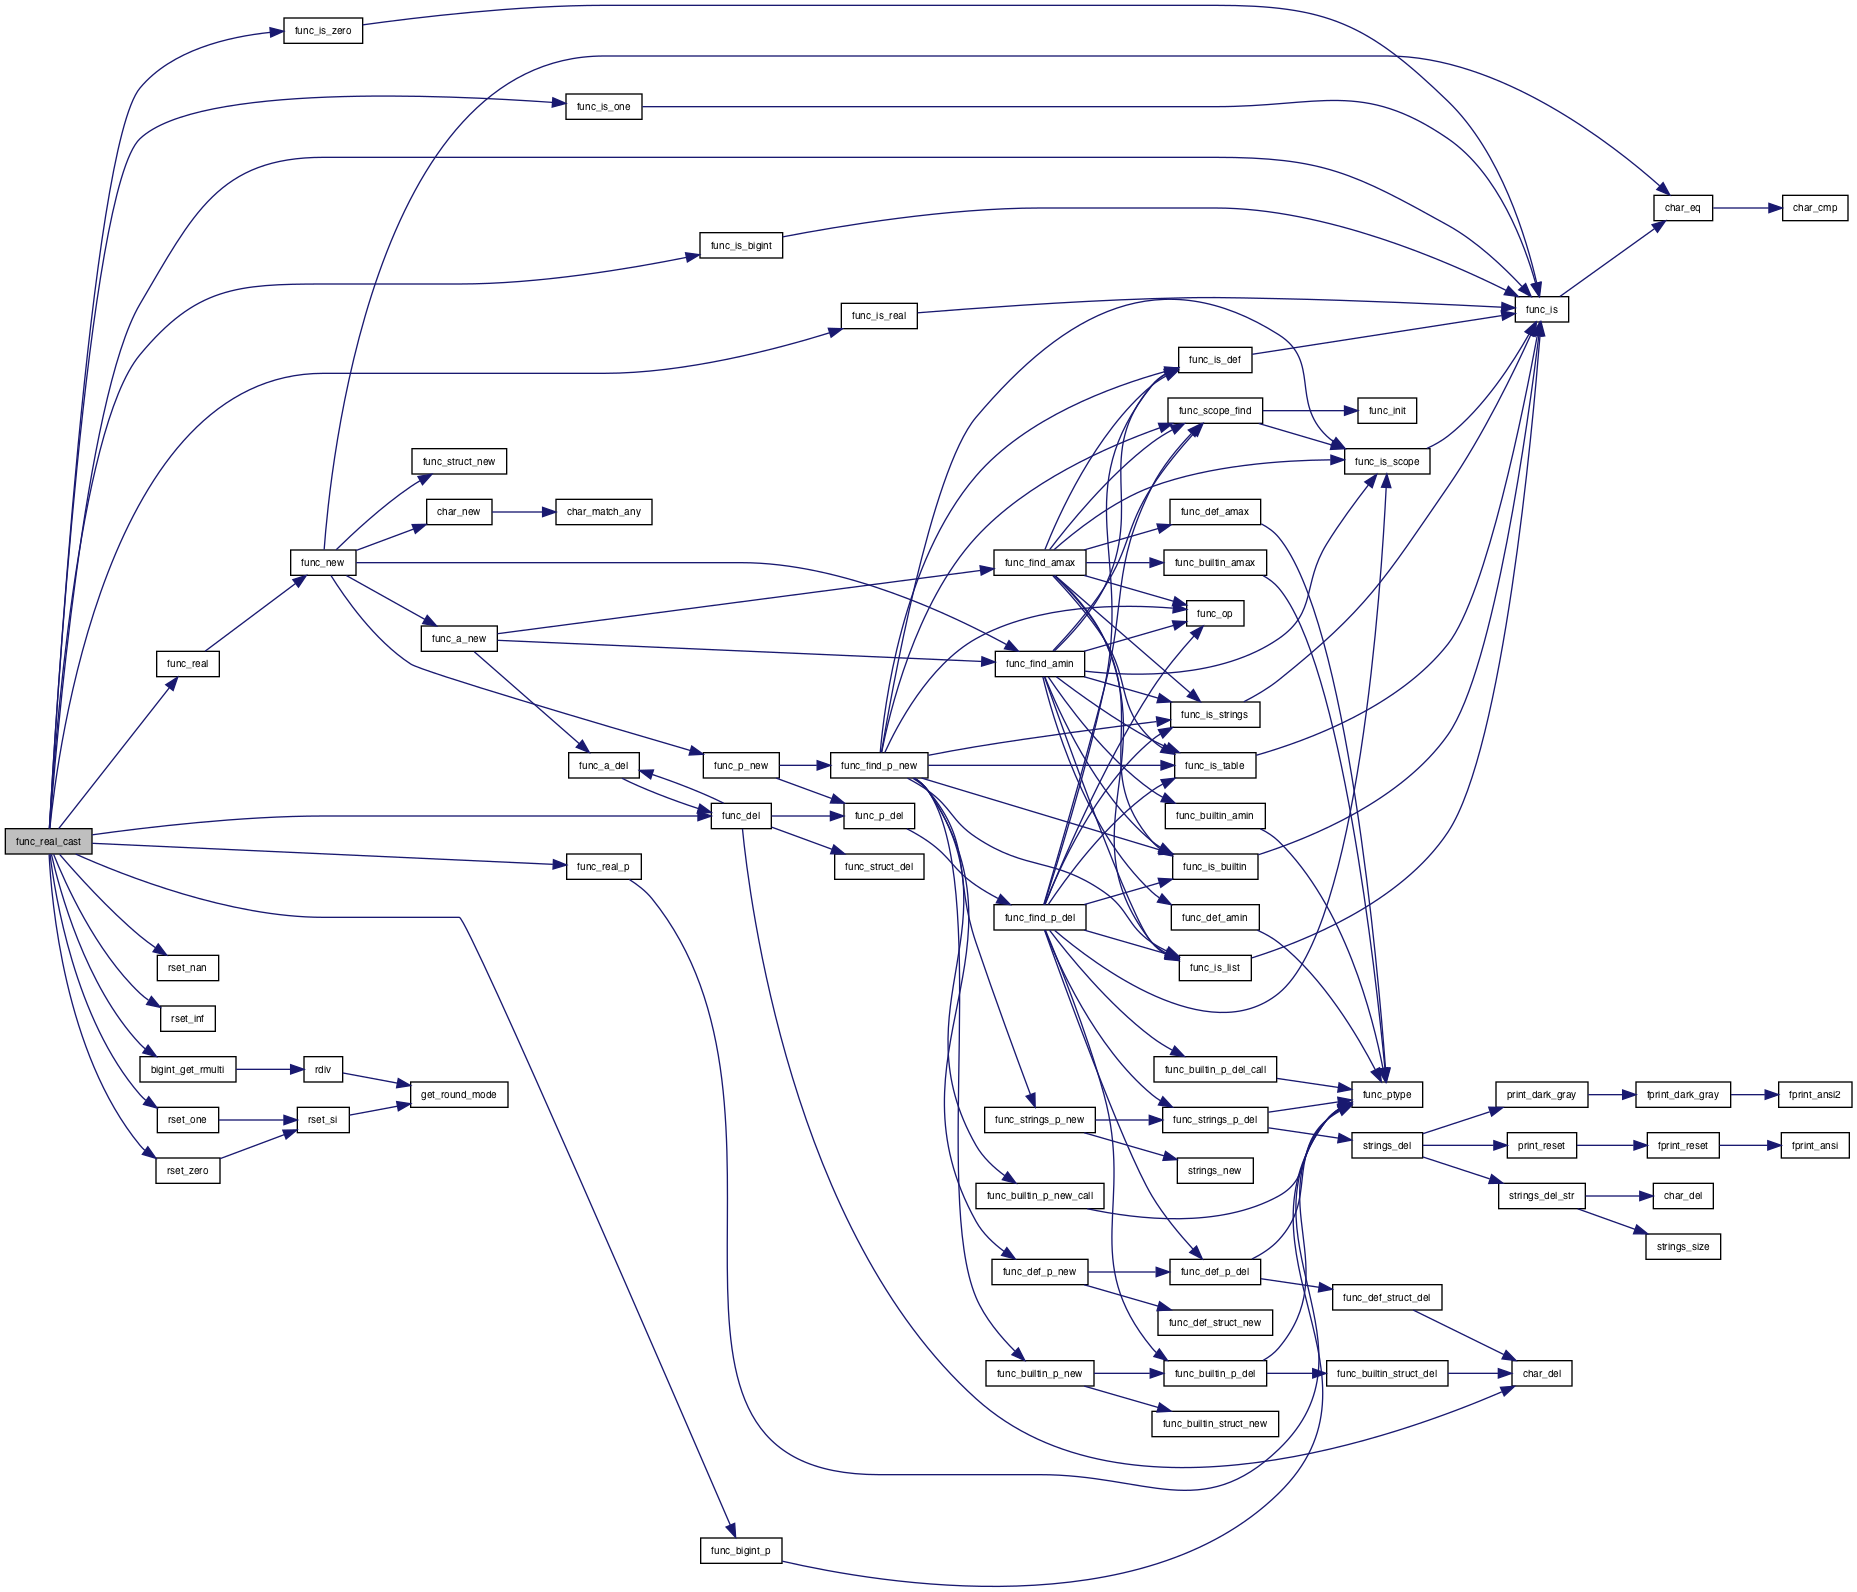 func_is_zero
func_is_one
char_eq
char_cmp
func_is_bigint
func_is
func_is_real
func_is_def
func_scope_find
func_init
func_struct_new
func_is_scope
char_new
char_match_any
func_def_amax
func_new
func_find_amax
func_builtin_amax
func_op
func_a_new
func_real
func_find_amin
func_is_strings
func_a_del
func_p_new
func_find_p_new
func_is_table
func_del
func_p_del
func_builtin_amin
func_real_cast
func_real_p
func_struct_del
func_is_builtin
func_find_p_del
func_def_amin
rset_nan
func_is_list
rset_inf
bigint_get_rmulti
rdiv
func_builtin_p_del_call
get_round_mode
func_ptype
print_dark_gray
fprint_dark_gray
fprint_ansi2
rset_one
rset_si
func_strings_p_new
func_strings_p_del
strings_del
print_reset
fprint_reset
fprint_ansi
rset_zero
strings_new
func_builtin_p_new_call
strings_del_str
char_del
strings_size
func_def_p_new
func_def_p_del
func_def_struct_del
func_def_struct_new
func_builtin_p_new
func_builtin_p_del
func_builtin_struct_del
char_del
func_builtin_struct_new
func_bigint_p